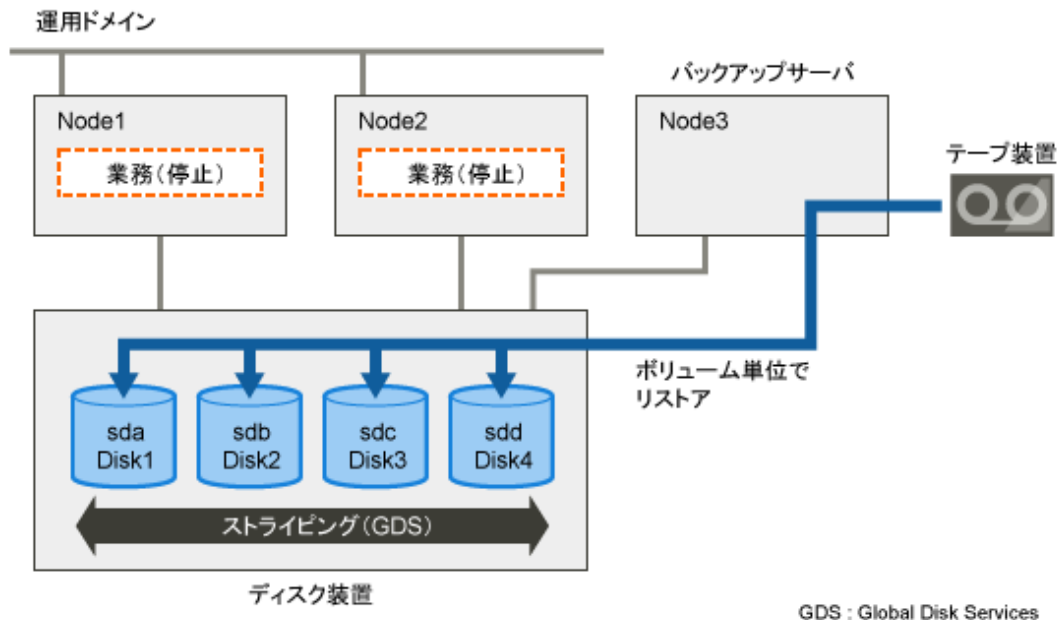 運用ドメイン
バックアップサーバ
Node1
Node2
Node3
業務(停止)
業務(停止)
テープ装置
ボリューム単位で
リストア
sda
Disk1
sdb
Disk2
sdc
Disk3
sdd
Disk4
ストライピング(GDS)
ディスク装置
GDS : Global Disk Services